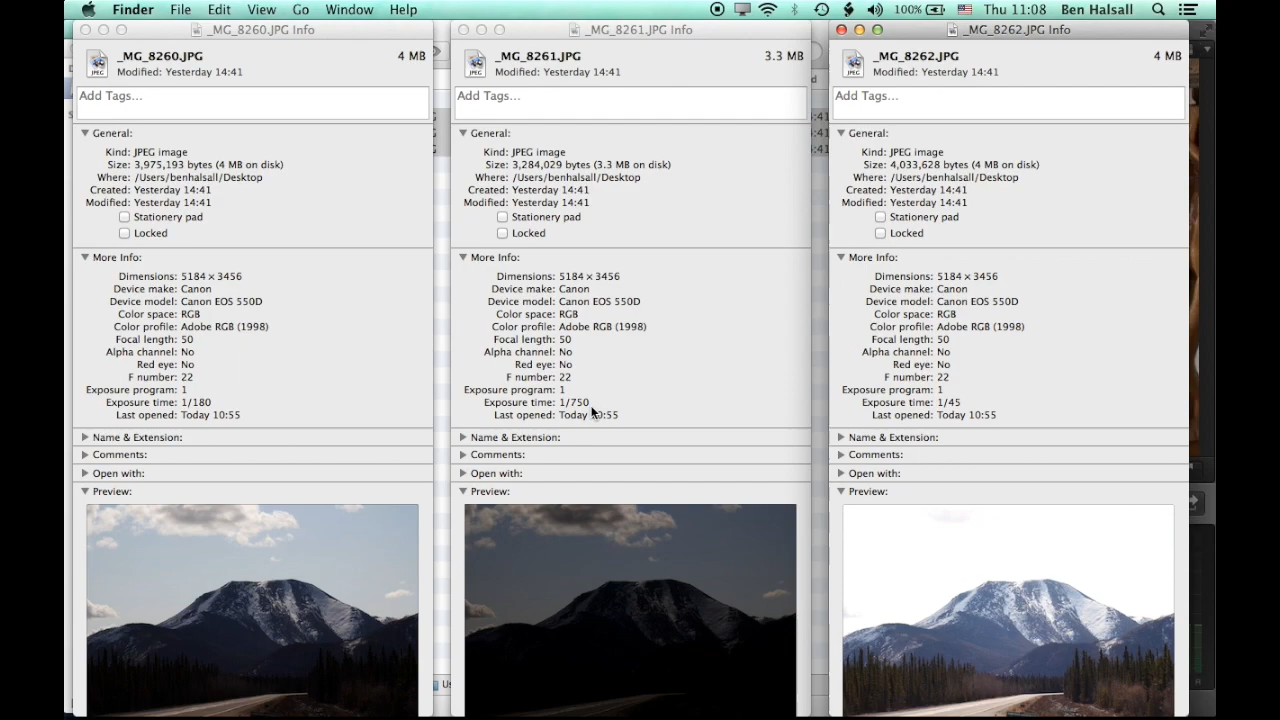 Finder File Edit View Go Window Help 100% Thu 11:08 Ben Halsall
_MG_8260.JPG Info
_MG_8260.JPG 4 MB
Modified: Yesterday 14:41
Add Tags...
General:
Kind: JPEG image
Size: 3,975,193 bytes (4 MB on disk)
Where: /Users/benhalsall/Desktop
Created: Yesterday 14:41
Modified: Yesterday 14:41
Stationery pad
Locked
More Info:
Dimensions: 5184 × 3456
Device make: Canon
Device model: Canon EOS 550D
Color space: RGB
Color profile: Adobe RGB (1998)
Focal length: 50
Alpha channel: No
Red eye: No
F number: 22
Exposure program: 1
Exposure time: 1/180
Last opened: Today 10:55
Name & Extension:
Comments:
Open with:
Preview:
_MG_8261.JPG Info
_MG_8261.JPG 3.3 MB
Modified: Yesterday 14:41
Add Tags...
General:
Kind: JPEG image
Size: 3,284,029 bytes (3.3 MB on disk)
Where: /Users/benhalsall/Desktop
Created: Yesterday 14:41
Modified: Yesterday 14:41
Stationery pad
Locked
More Info:
Dimensions: 5184 × 3456
Device make: Canon
Device model: Canon EOS 550D
Color space: RGB
Color profile: Adobe RGB (1998)
Focal length: 50
Alpha channel: No
Red eye: No
F number: 22
Exposure program: 1
Exposure time: 1/750
Last opened: Today 10:55
Name & Extension:
Comments:
Open with:
Preview:
_MG_8262.JPG Info
_MG_8262.JPG 4 MB
Modified: Yesterday 14:41
Add Tags...
General:
Kind: JPEG image
Size: 4,033,628 bytes (4 MB on disk)
Where: /Users/benhalsall/Desktop
Created: Yesterday 14:41
Modified: Yesterday 14:41
Stationery pad
Locked
More Info:
Dimensions: 5184 × 3456
Device make: Canon
Device model: Canon EOS 550D
Color space: RGB
Color profile: Adobe RGB (1998)
Focal length: 50
Alpha channel: No
Red eye: No
F number: 22
Exposure program: 1
Exposure time: 1/45
Last opened: Today 10:55
Name & Extension:
Comments:
Open with:
Preview: